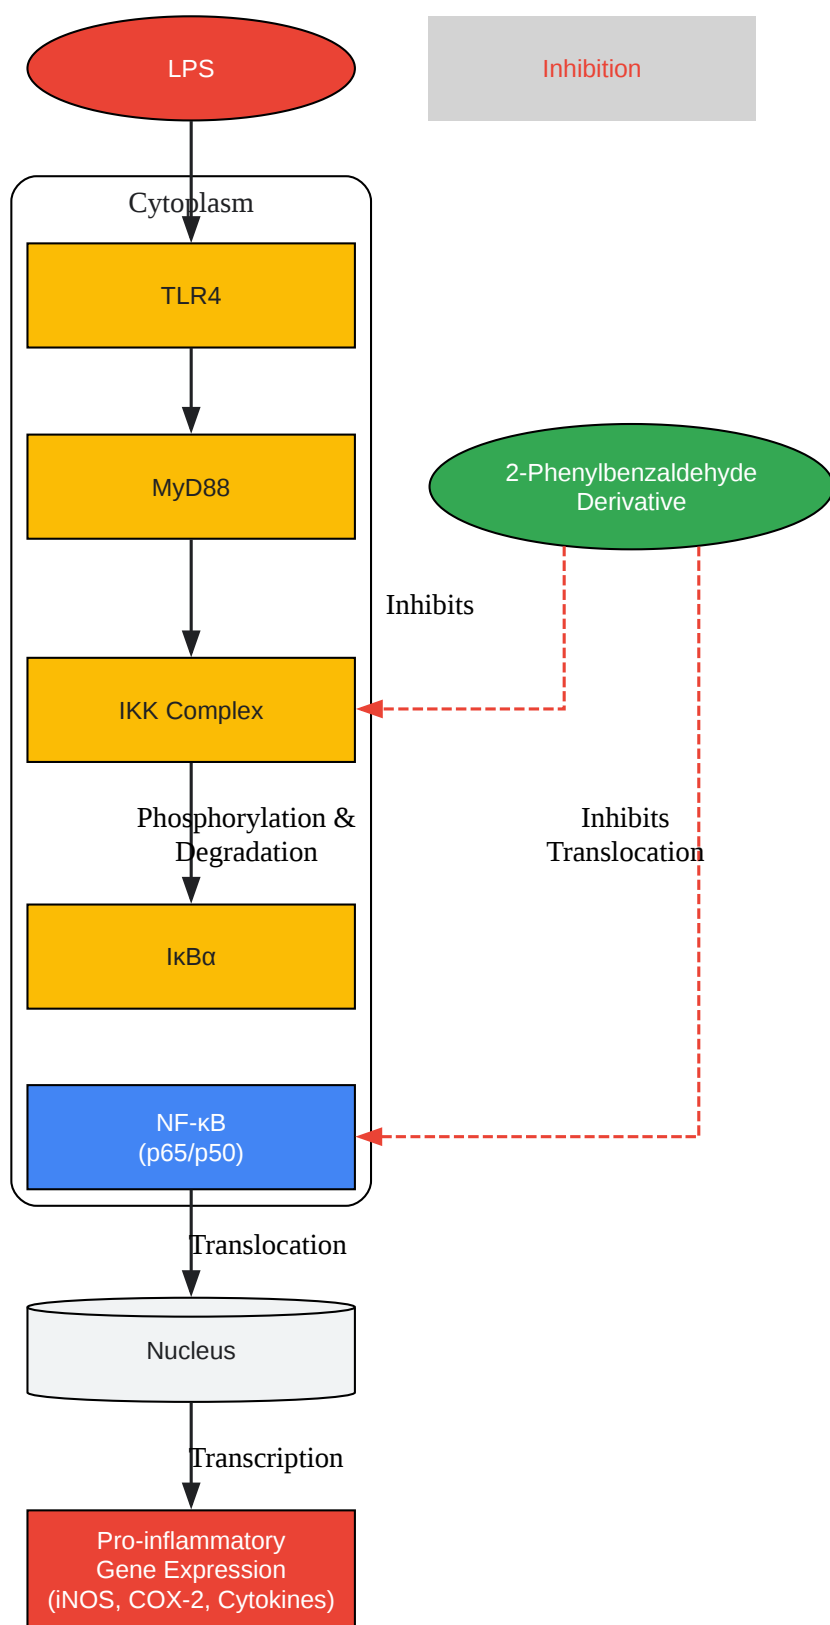 LPS
Inhibition
Cytoplasm
TLR4
MyD88
2-Phenylbenzaldehyde
Derivative
Inhibits
IKK Complex
Phosphorylation &
Degradation
Inhibits
Translocation
IκBα
NF-κB
(p65/p50)
Translocation
Nucleus
Transcription
Pro-inflammatory
Gene Expression
(iNOS, COX-2, Cytokines)